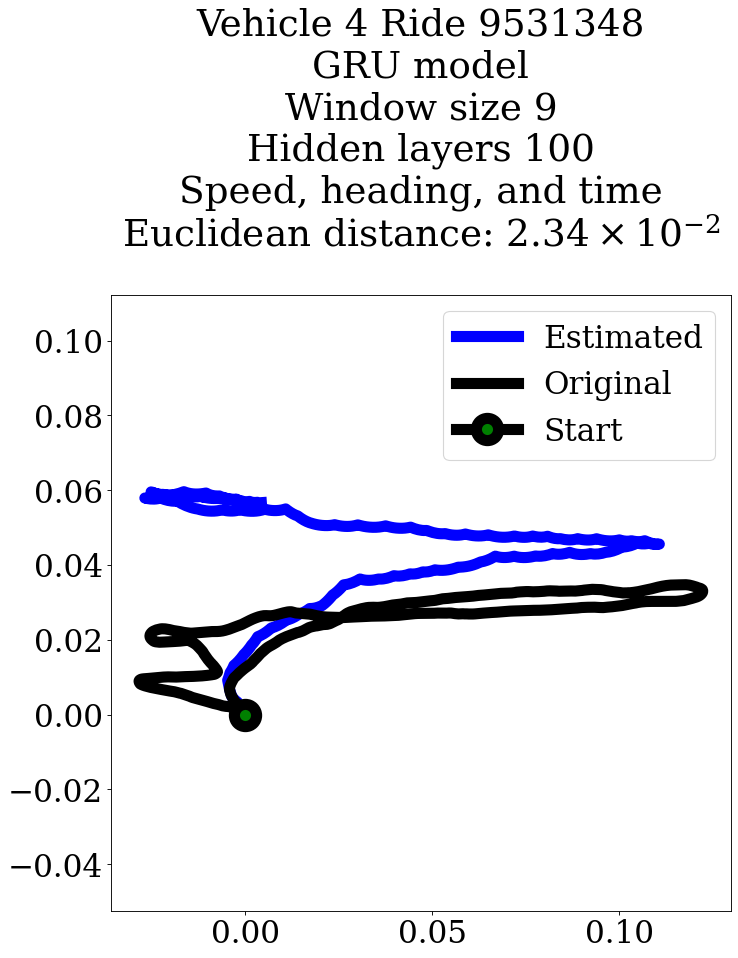 Vehicle 4 Ride 9531348
GRU model
Window size 9
Hidden layers 100
Speed, heading, and time
Euclidean distance: 2.34 × 10⁻²
Estimated
Original
Start
0.10
0.08
0.06
0.04
0.02
0.00
−0.02
−0.04
0.00 0.05 0.10